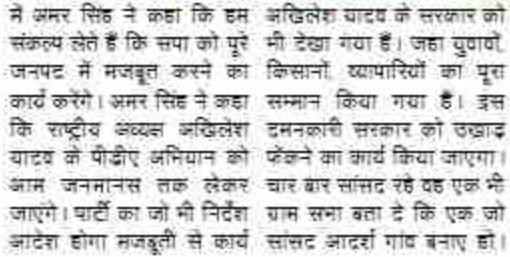 में अमर सिंह ने कहा कि हम
संकल्प लेते हैं कि सपा को पूरे
जनपद में मजबूत करने का
कार्य करेंगे। अमर सिंह ने कहा
कि राष्ट्रीय अध्यक्ष अखिलेश
यादव के पीडीए अभियान को
आम जनमानस तक लेकर
जाएंगे। पार्टी का जो भी निर्देश
आदेश होगा मजबूती से कार्य
अखिलेश यादव के सरकार को
भी देखा गया हैं। जहा युवावों,
किसानों, व्यापारियों का पूरा
सम्मान किया गया है। इस
दमनकारी सरकार को उखाड़
फेंकने का कार्य किया जाएगा।
चार बार सांसद रहे वह एक भी
ग्राम सभा बता दे कि एक जो
सांसद आदर्श गांव बनाए हो।